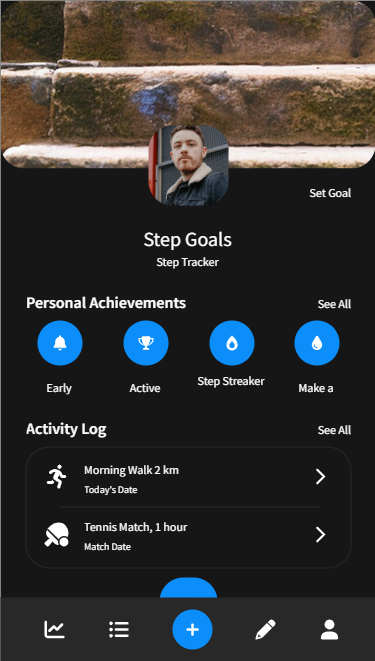 Set Goal
Step Goals
Step Tracker
Personal Achievements
See All
Early
Active
Step Streaker
Make a
Activity Log
See All
Morning Walk 2 km
Today's Date
Tennis Match, 1 hour
Match Date